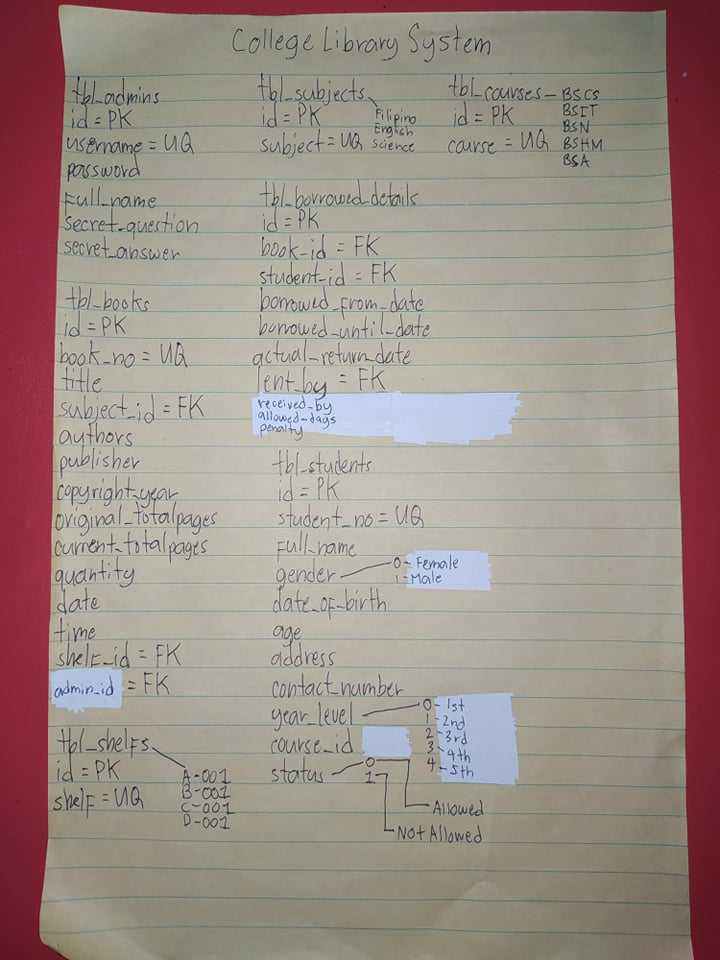 College Library System
tbl_admins
id = PK
username = UQ
password
Full_name
secret_question
secret_answer
tbl_books
id = PK
book_no = UQ
title
subject_id = FK
authors
publisher
copyright_year
original_totalpages
current_totalpages
quantity
date
time
shelf_id = FK
admin_id = FK
tbl_shelfs
id = PK
shelf = UQ
A-001
B-001
C-001
D-001
tbl_subjects
id = PK
subject = UQ
Filipino
English
Science
tbl_borrowed_details
id = PK
book_id = FK
student_id = FK
borrowed_from_date
borrowed_until_date
actual_return_date
lent_by = FK
received_by
allowed_days
penalty
tbl_students
id = PK
student_no = UQ
Full_name
gender
0 - Female
1 - Male
date_of_birth
age
address
contact_number
year_level
0 - 1st
1 - 2nd
2 - 3rd
3 - 4th
4 - 5th
course_id
status
0
1
Allowed
Not Allowed
tbl_courses - BSCS
id = PK
course = UQ
BSIT
BSN
BSHM
BSA